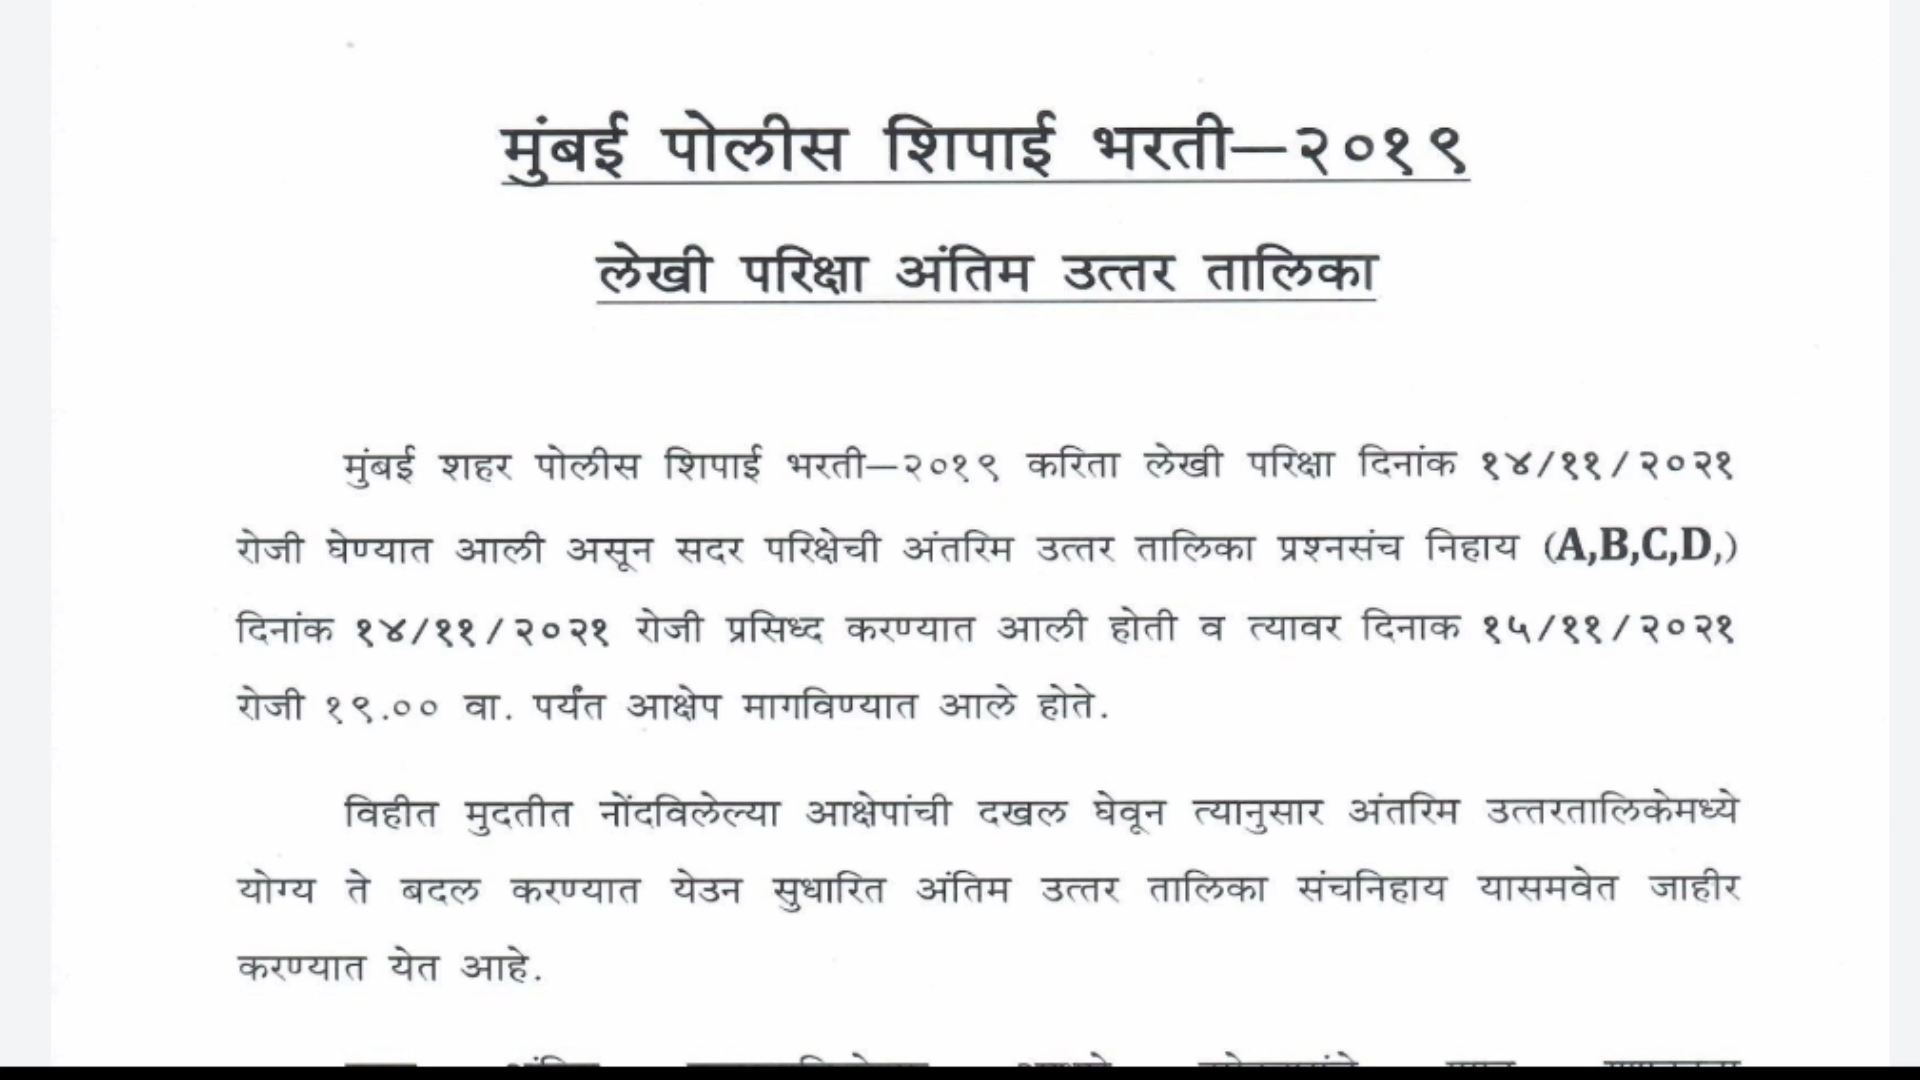 मुंबई पोलीस शिपाई भरती—२०१९
लेखी परिक्षा अंतिम उत्तर तालिका
मुंबई शहर पोलीस शिपाई भरती—२०१९ करिता लेखी परिक्षा दिनांक १४/११/२०२१
रोजी घेण्यात आली असून सदर परिक्षेची अंतरिम उत्तर तालिका प्रश्नसंच निहाय (A,B,C,D,)
दिनांक १४/११/२०२१ रोजी प्रसिध्द करण्यात आली होती व त्यावर दिनाक १५/११/२०२१
रोजी १९.०० वा. पर्यंत आक्षेप मागविण्यात आले होते.
विहीत मुदतीत नोंदविलेल्या आक्षेपांची दखल घेवून त्यानुसार अंतरिम उत्तरतालिकेमध्ये
योग्य ते बदल करण्यात येउन सुधारित अंतिम उत्तर तालिका संचनिहाय यासमवेत जाहीर
करण्यात येत आहे.